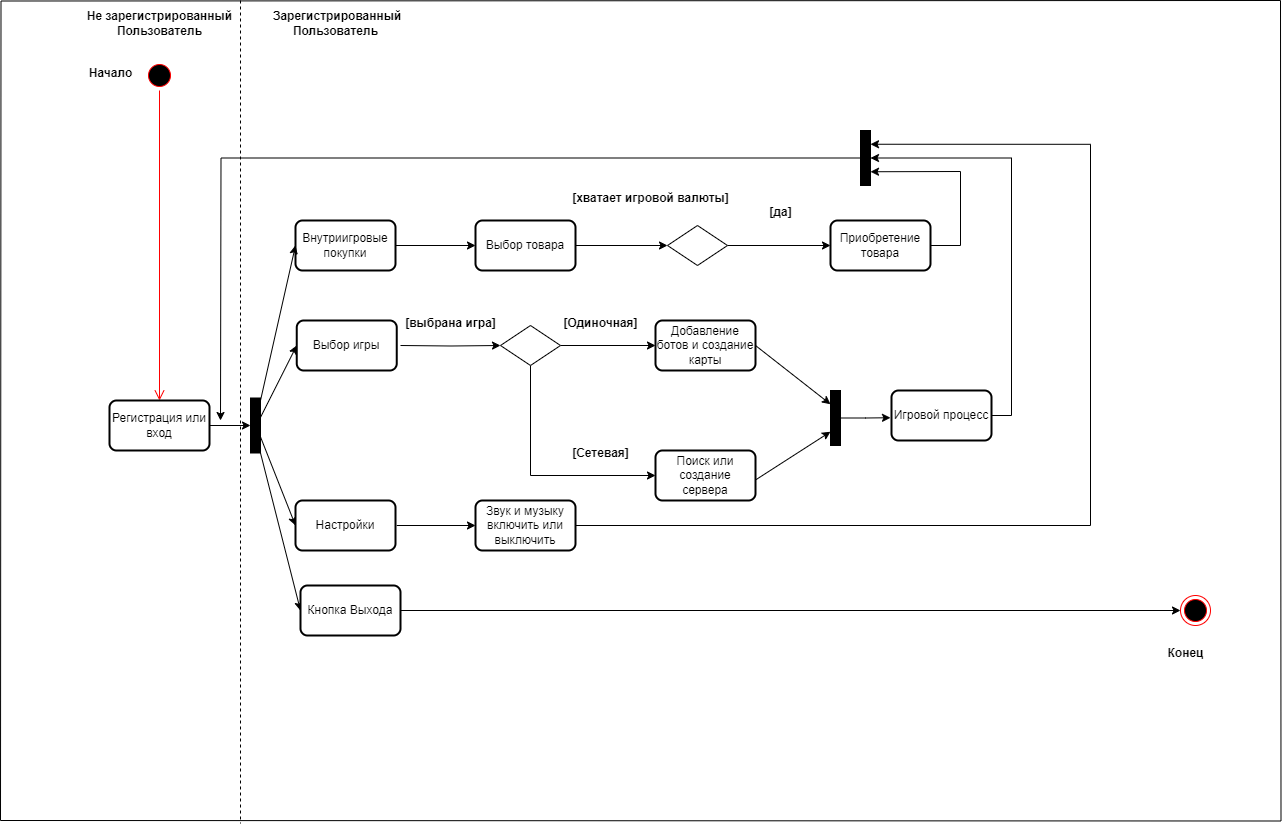 Не зарегистрированный
Пользователь
Зарегистрированный
Пользователь
Начало
[хватает игровой валюты]
[да]
Внутриигровые
покупки
Выбор товара
Приобретение
товара
[выбрана игра]
[Одиночная]
Выбор игры
Добавление
ботов и создание
карты
Регистрация или
вход
Игровой процесс
[Сетевая]
Поиск или
создание
сервера
Настройки
Звук и музыку
включить или
выключить
Кнопка Выхода
Конец